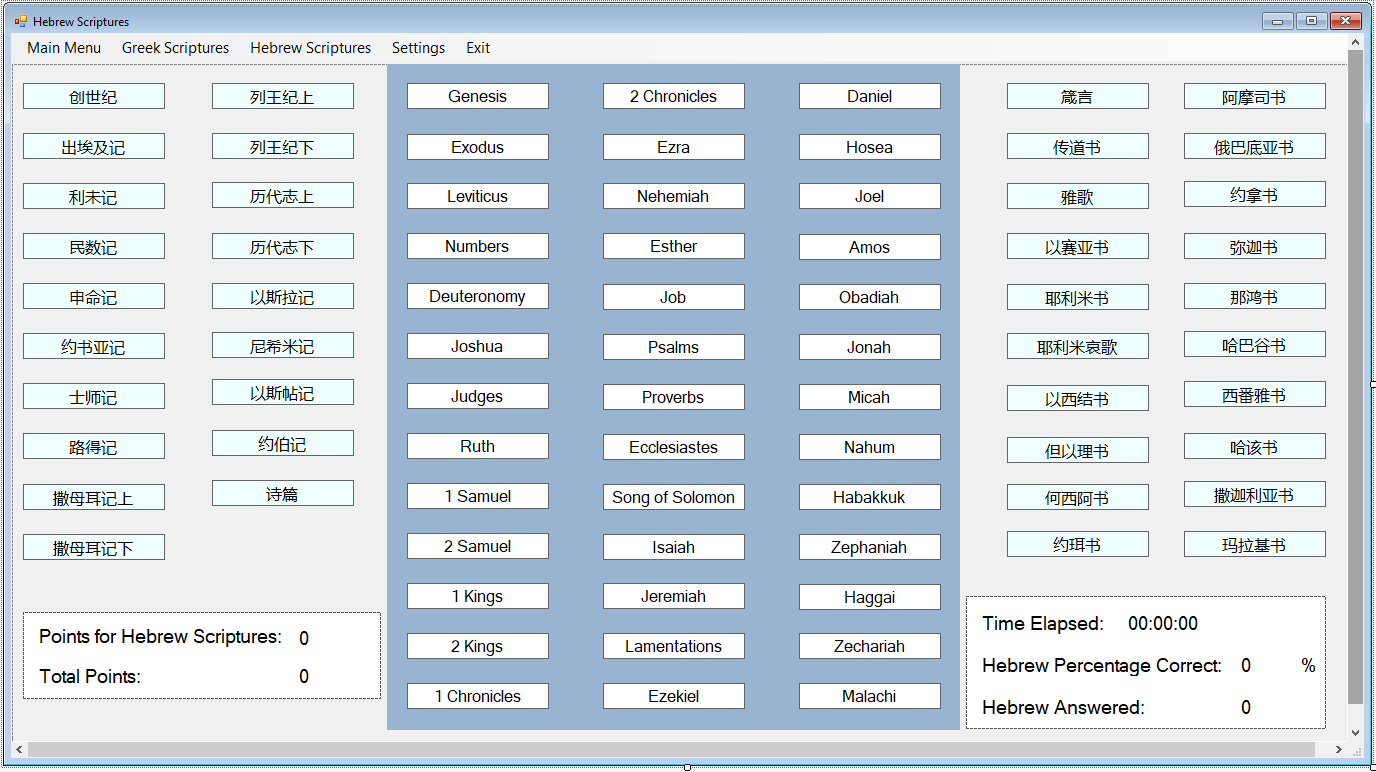 Hebrew Scriptures
Main Menu Greek Scriptures Hebrew Scriptures Settings Exit
创世纪
出埃及记
利未记
民数记
申命记
约书亚记
士师记
路得记
撒母耳记上
撒母耳记下
列王纪上
列王纪下
历代志上
历代志下
以斯拉记
尼希米记
以斯帖记
约伯记
诗篇
Genesis
Exodus
Leviticus
Numbers
Deuteronomy
Joshua
Judges
Ruth
1 Samuel
2 Samuel
1 Kings
2 Kings
1 Chronicles
2 Chronicles
Ezra
Nehemiah
Esther
Job
Psalms
Proverbs
Ecclesiastes
Song of Solomon
Isaiah
Jeremiah
Lamentations
Ezekiel
Daniel
Hosea
Joel
Amos
Obadiah
Jonah
Micah
Nahum
Habakkuk
Zephaniah
Haggai
Zechariah
Malachi
箴言
传道书
雅歌
以赛亚书
耶利米书
耶利米哀歌
以西结书
但以理书
何西阿书
约珥书
阿摩司书
俄巴底亚书
约拿书
弥迦书
那鸿书
哈巴谷书
西番雅书
哈该书
撒迦利亚书
玛拉基书
Points for Hebrew Scriptures: 0
Total Points: 0
Time Elapsed: 00:00:00
Hebrew Percentage Correct: 0 %
Hebrew Answered: 0